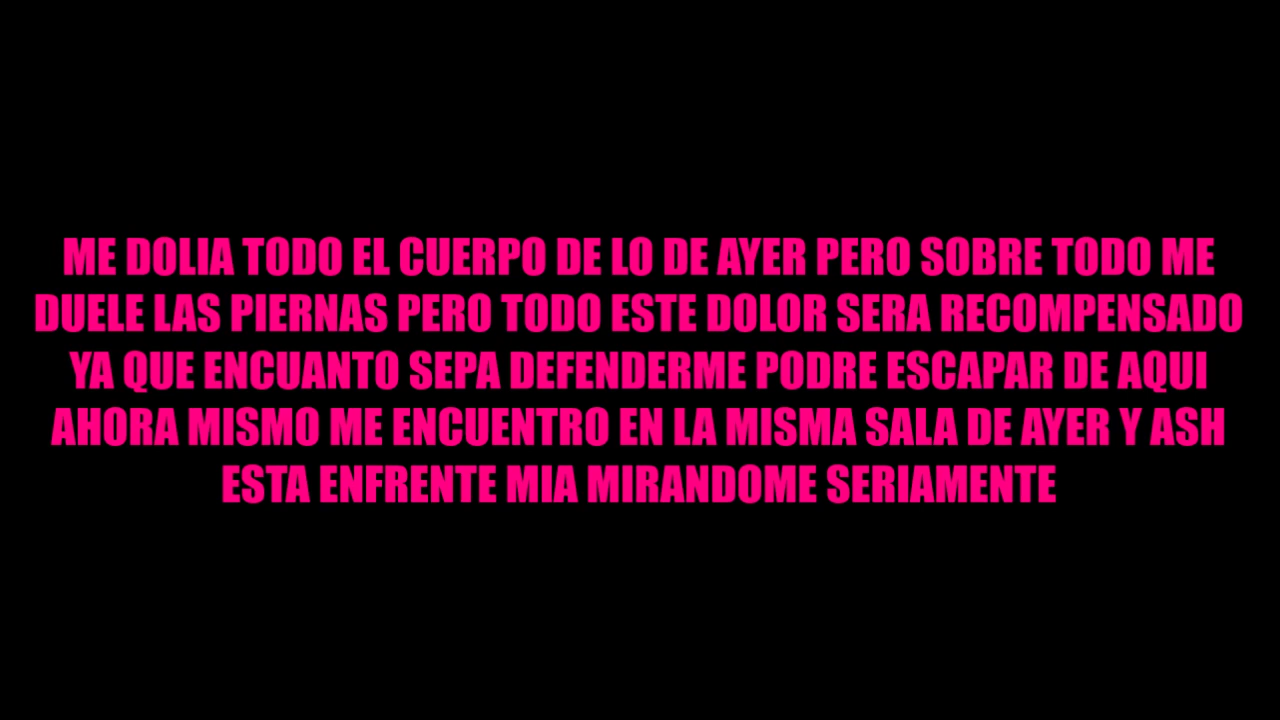 ME DOLIA TODO EL CUERPO DE LO DE AYER PERO SOBRE TODO ME
DUELE LAS PIERNAS PERO TODO ESTE DOLOR SERA RECOMPENSADO
YA QUE ENCUANTO SEPA DEFENDERME PODRE ESCAPAR DE AQUI
AHORA MISMO ME ENCUENTRO EN LA MISMA SALA DE AYER Y ASH
ESTA ENFRENTE MIA MIRANDOME SERIAMENTE